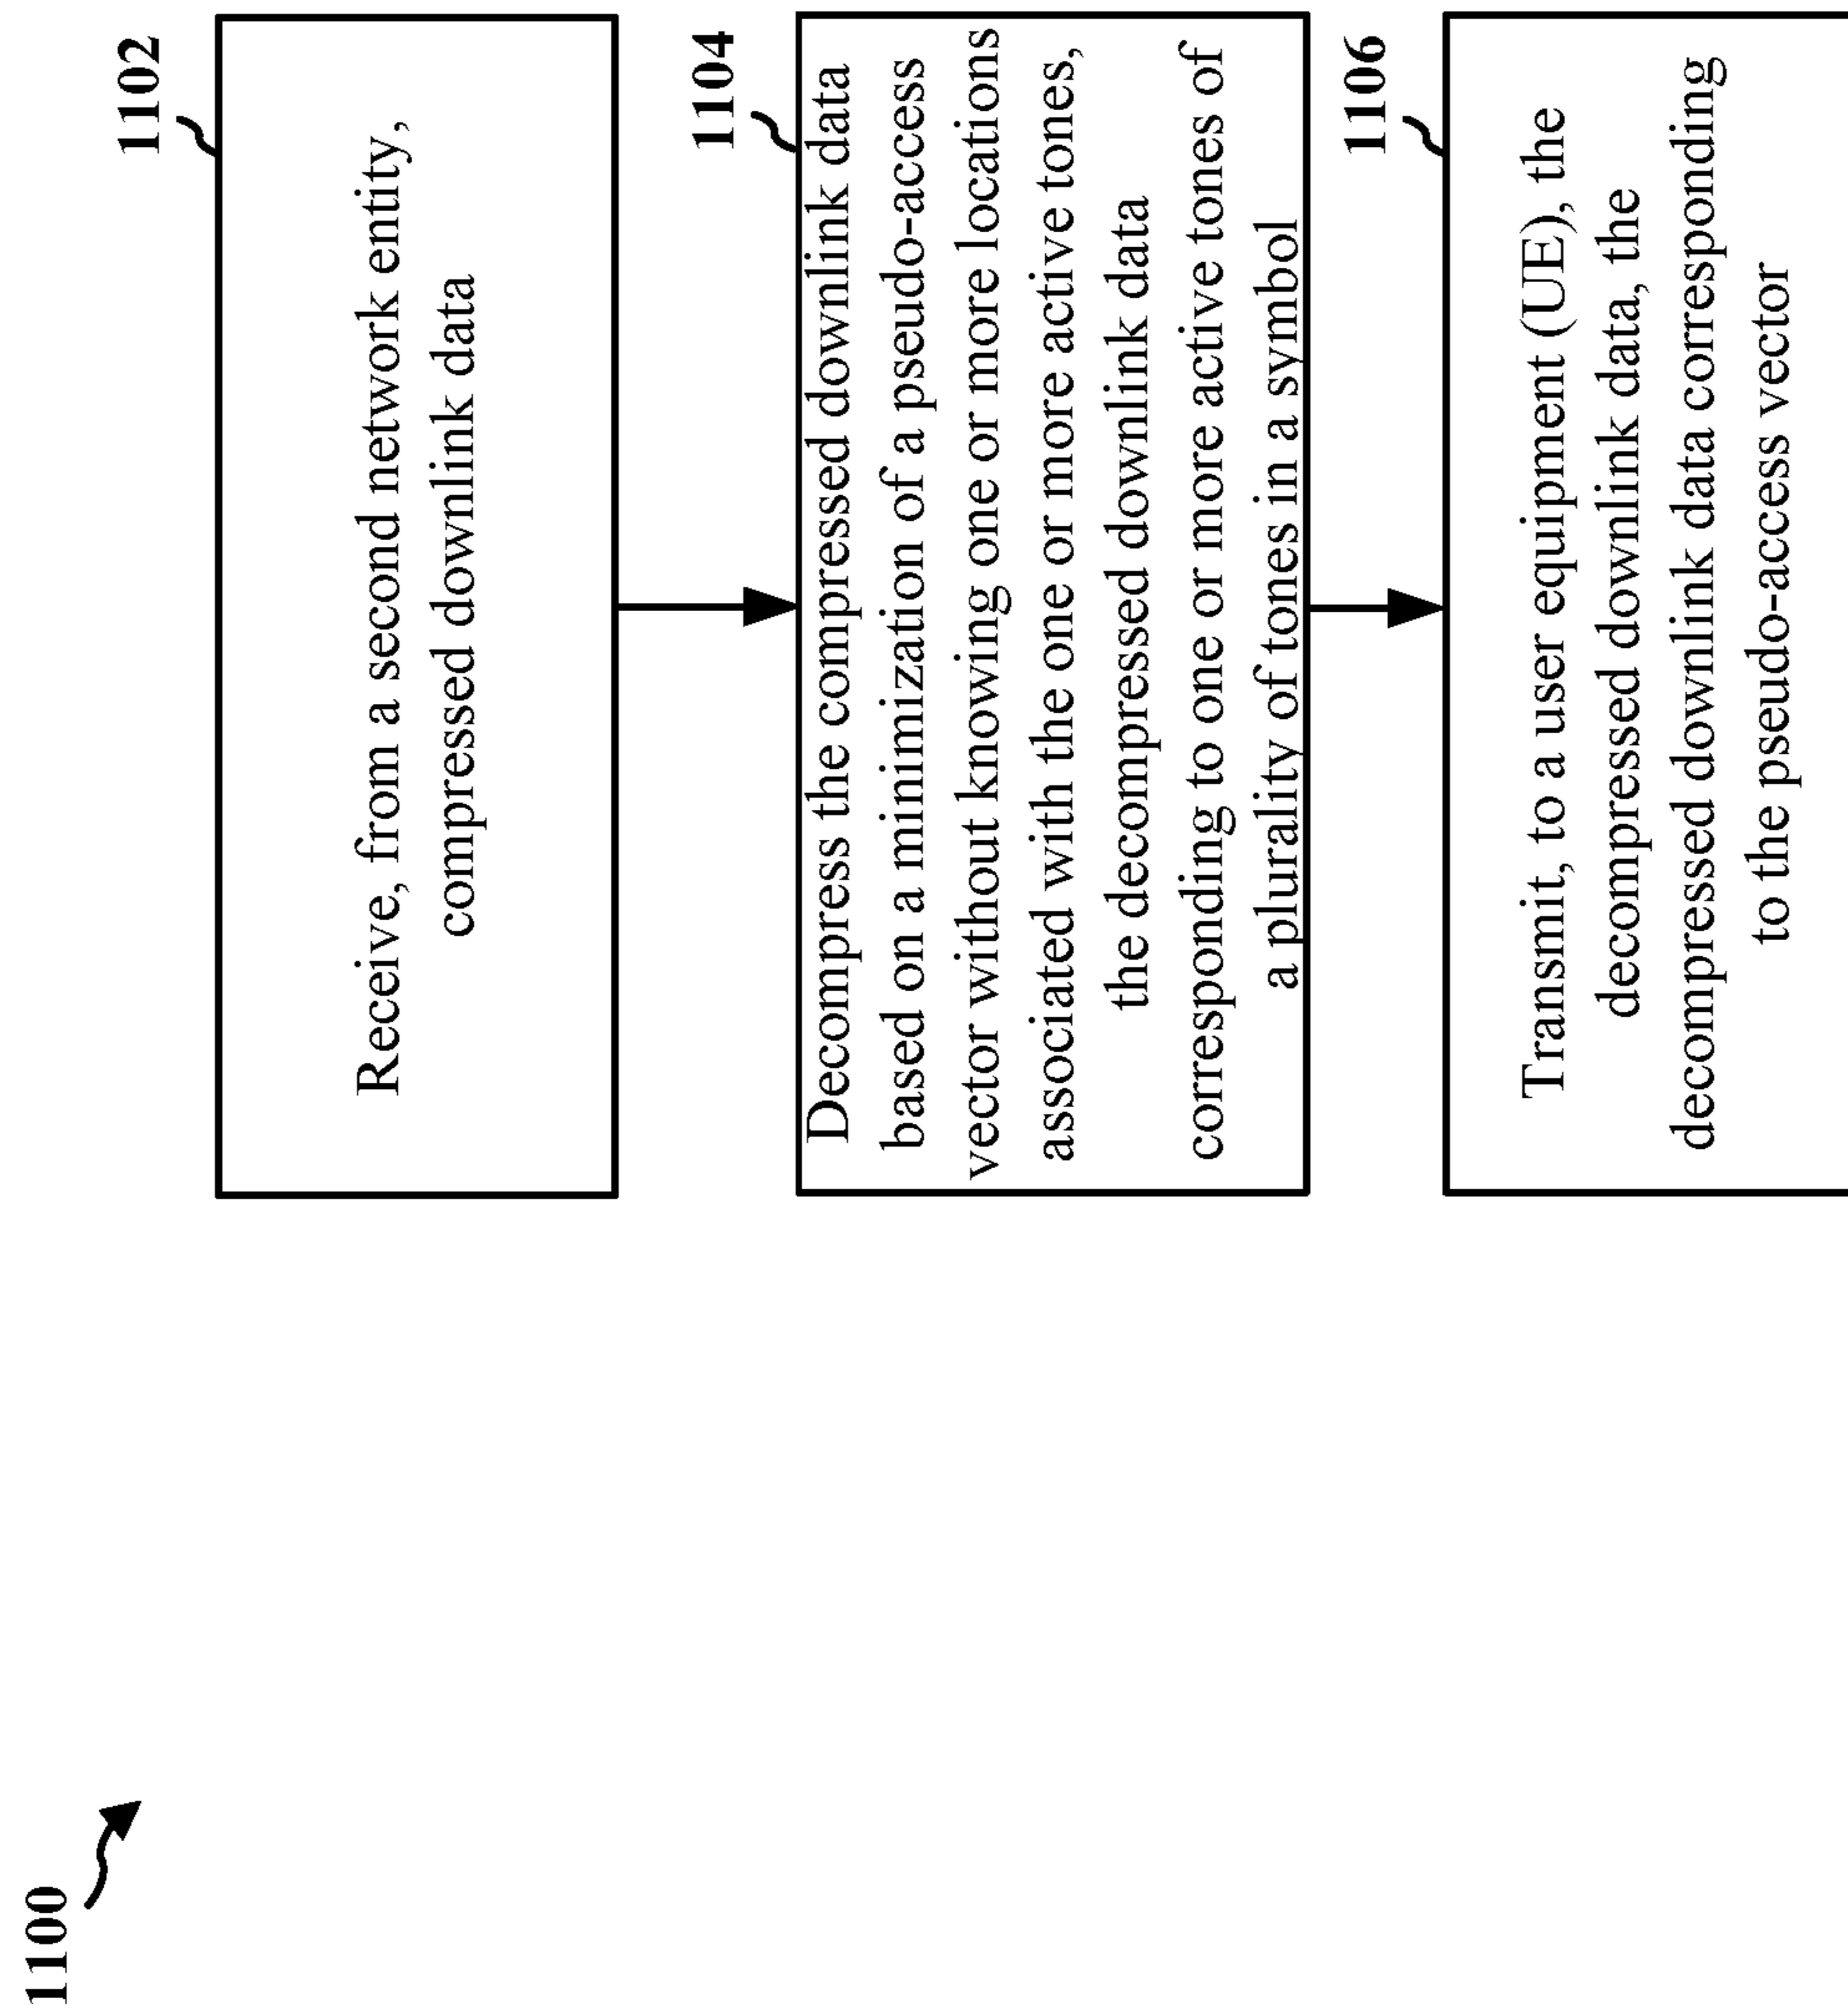 1100
1102
Receive, from a second network entity,
compressed downlink data
1104
Decompress the compressed downlink data
based on a minimization of a pseudo-access
vector without knowing one or more locations
associated with the one or more active tones,
the decompressed downlink data
corresponding to one or more active tones of
a plurality of tones in a symbol
1106
Transmit, to a user equipment (UE), the
decompressed downlink data, the
decompressed downlink data corresponding
to the pseudo-access vector